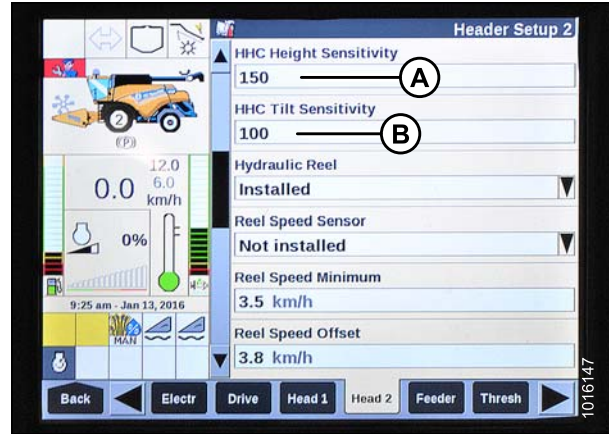 Header Setup 2
HHC Height Sensitivity
150
A
HHC Tilt Sensitivity
100
B
Hydraulic Reel
Installed
Reel Speed Sensor
Not installed
Reel Speed Minimum
3.5 km/h
Reel Speed Offset
3.8 km/h
2
(P)
0.0
12.0
6.0
km/h
0%
9:25 am - Jan 13, 2016
MAN
Back
Electr
Drive
Head 1
Head 2
Feeder
Thresh
1016147